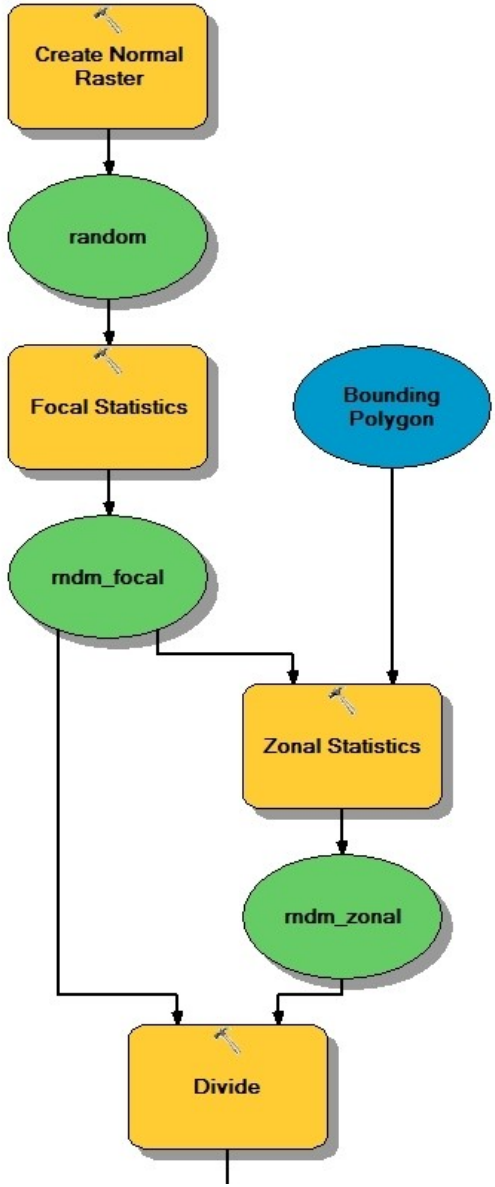 Create Normal
Raster
random
Focal Statistics
Bounding
Polygon
rndm_focal
Zonal Statistics
rndm_zonal
Divide